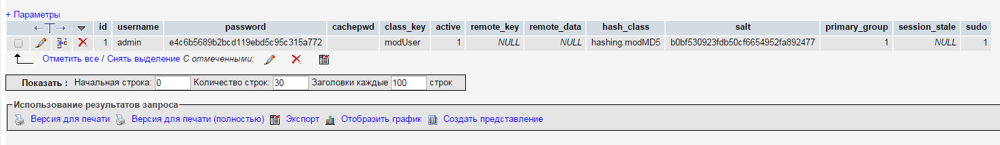 + Параметры
id username password cachepwd class_key active remote_key remote_data hash_class salt primary_group session_stale sudo
1 admin e4c6b5689b2bcd119ebd5c95c315a772 modUser 1 NULL NULL hashing.modMD5 b0bf530923fdb50cf6654952fa892477 1 NULL 1
Отметить все / Снять выделение С отмеченными:
Показать : Начальная строка: 0 Количество строк: 30 Заголовки каждые 100 строк
Использование результатов запроса
Версия для печати Версия для печати (полностью) Экспорт Отобразить график Создать представление